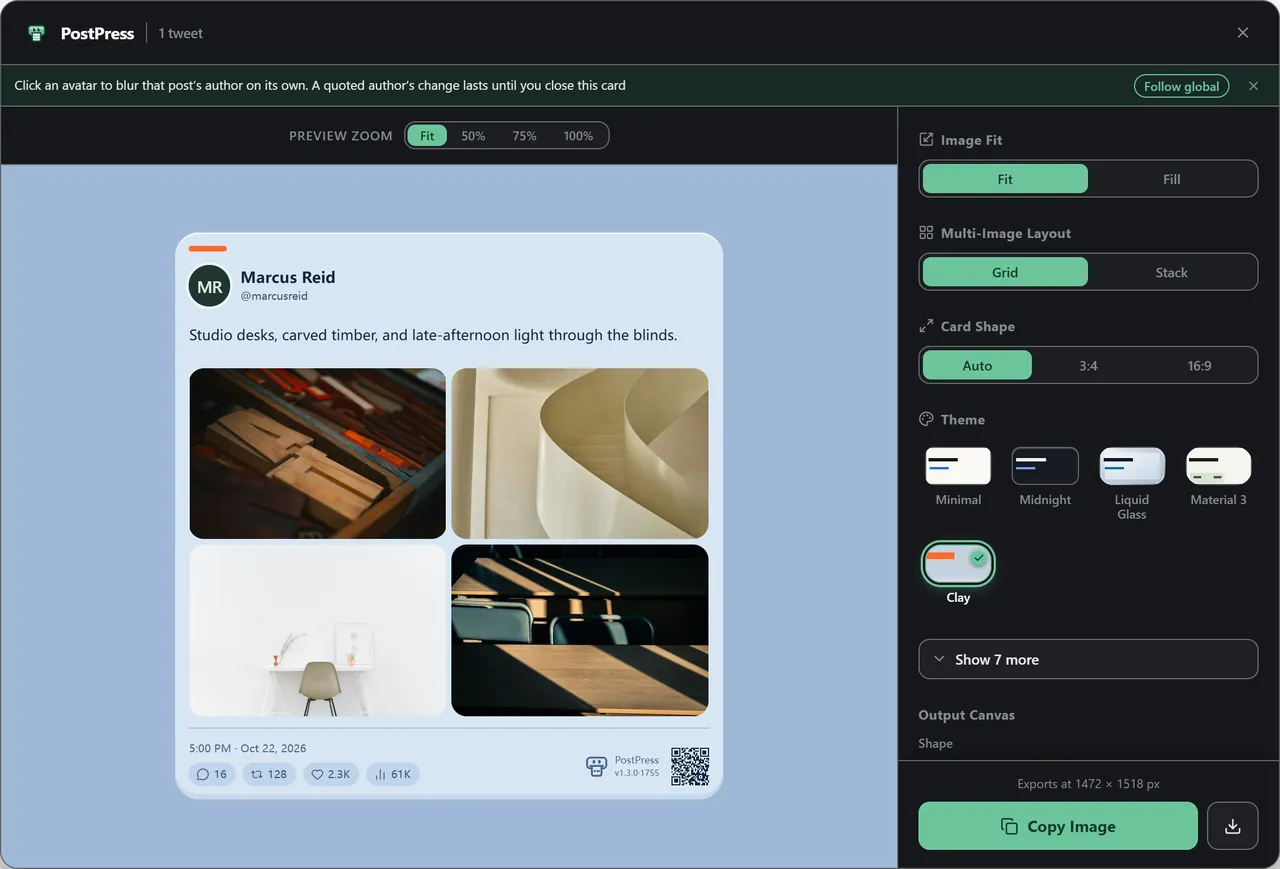 PostPress
1 tweet
Click an avatar to blur that post's author on its own. A quoted author's change lasts until you close this card
Follow global
PREVIEW ZOOM
Fit
50%
75%
100%
Marcus Reid
MR
@marcusreid
Studio desks, carved timber, and late-afternoon light through the blinds.
5:00 PM · Oct 22, 2026
16
128
2.3K
61K
PostPress
v1.3.0-1755
Image Fit
Fit
Fill
Multi-Image Layout
Grid
Stack
Card Shape
Auto
3:4
16:9
Theme
Minimal
Midnight
Liquid
Glass
Material 3
Clay
Show 7 more
Output Canvas
Shape
Exports at 1472 × 1518 px
Copy Image